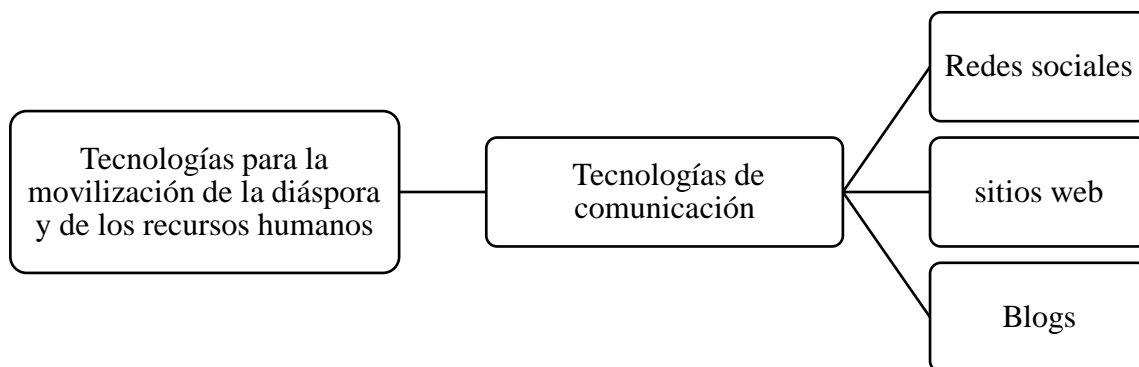 Tecnologías para la
movilización de la diáspora
y de los recursos humanos
Tecnologías de
comunicación
Redes sociales
sitios web
Blogs